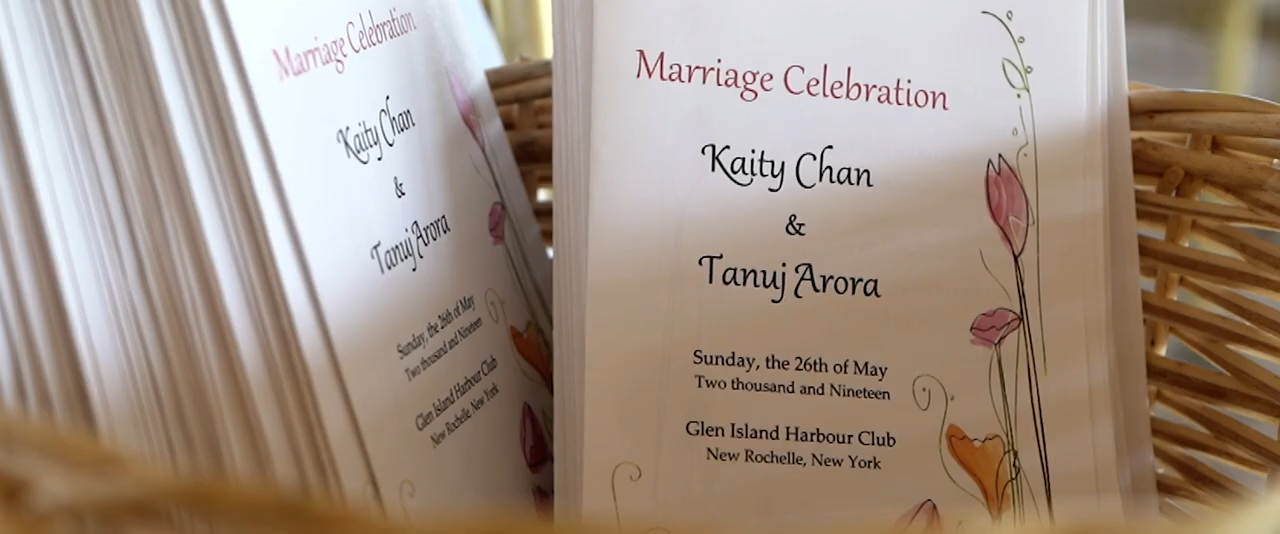 Marriage Celebration
Kaity Chan
&
Tanuj Arora
Sunday, the 26th of May
Two thousand and Nineteen
Glen Island Harbour Club
New Rochelle, New York
Marriage Celebration
Kaity Chan
&
Tanuj Arora
Sunday, the 26th of May
Two thousand and Nineteen
Glen Island Harbour Club
New Rochelle, New York